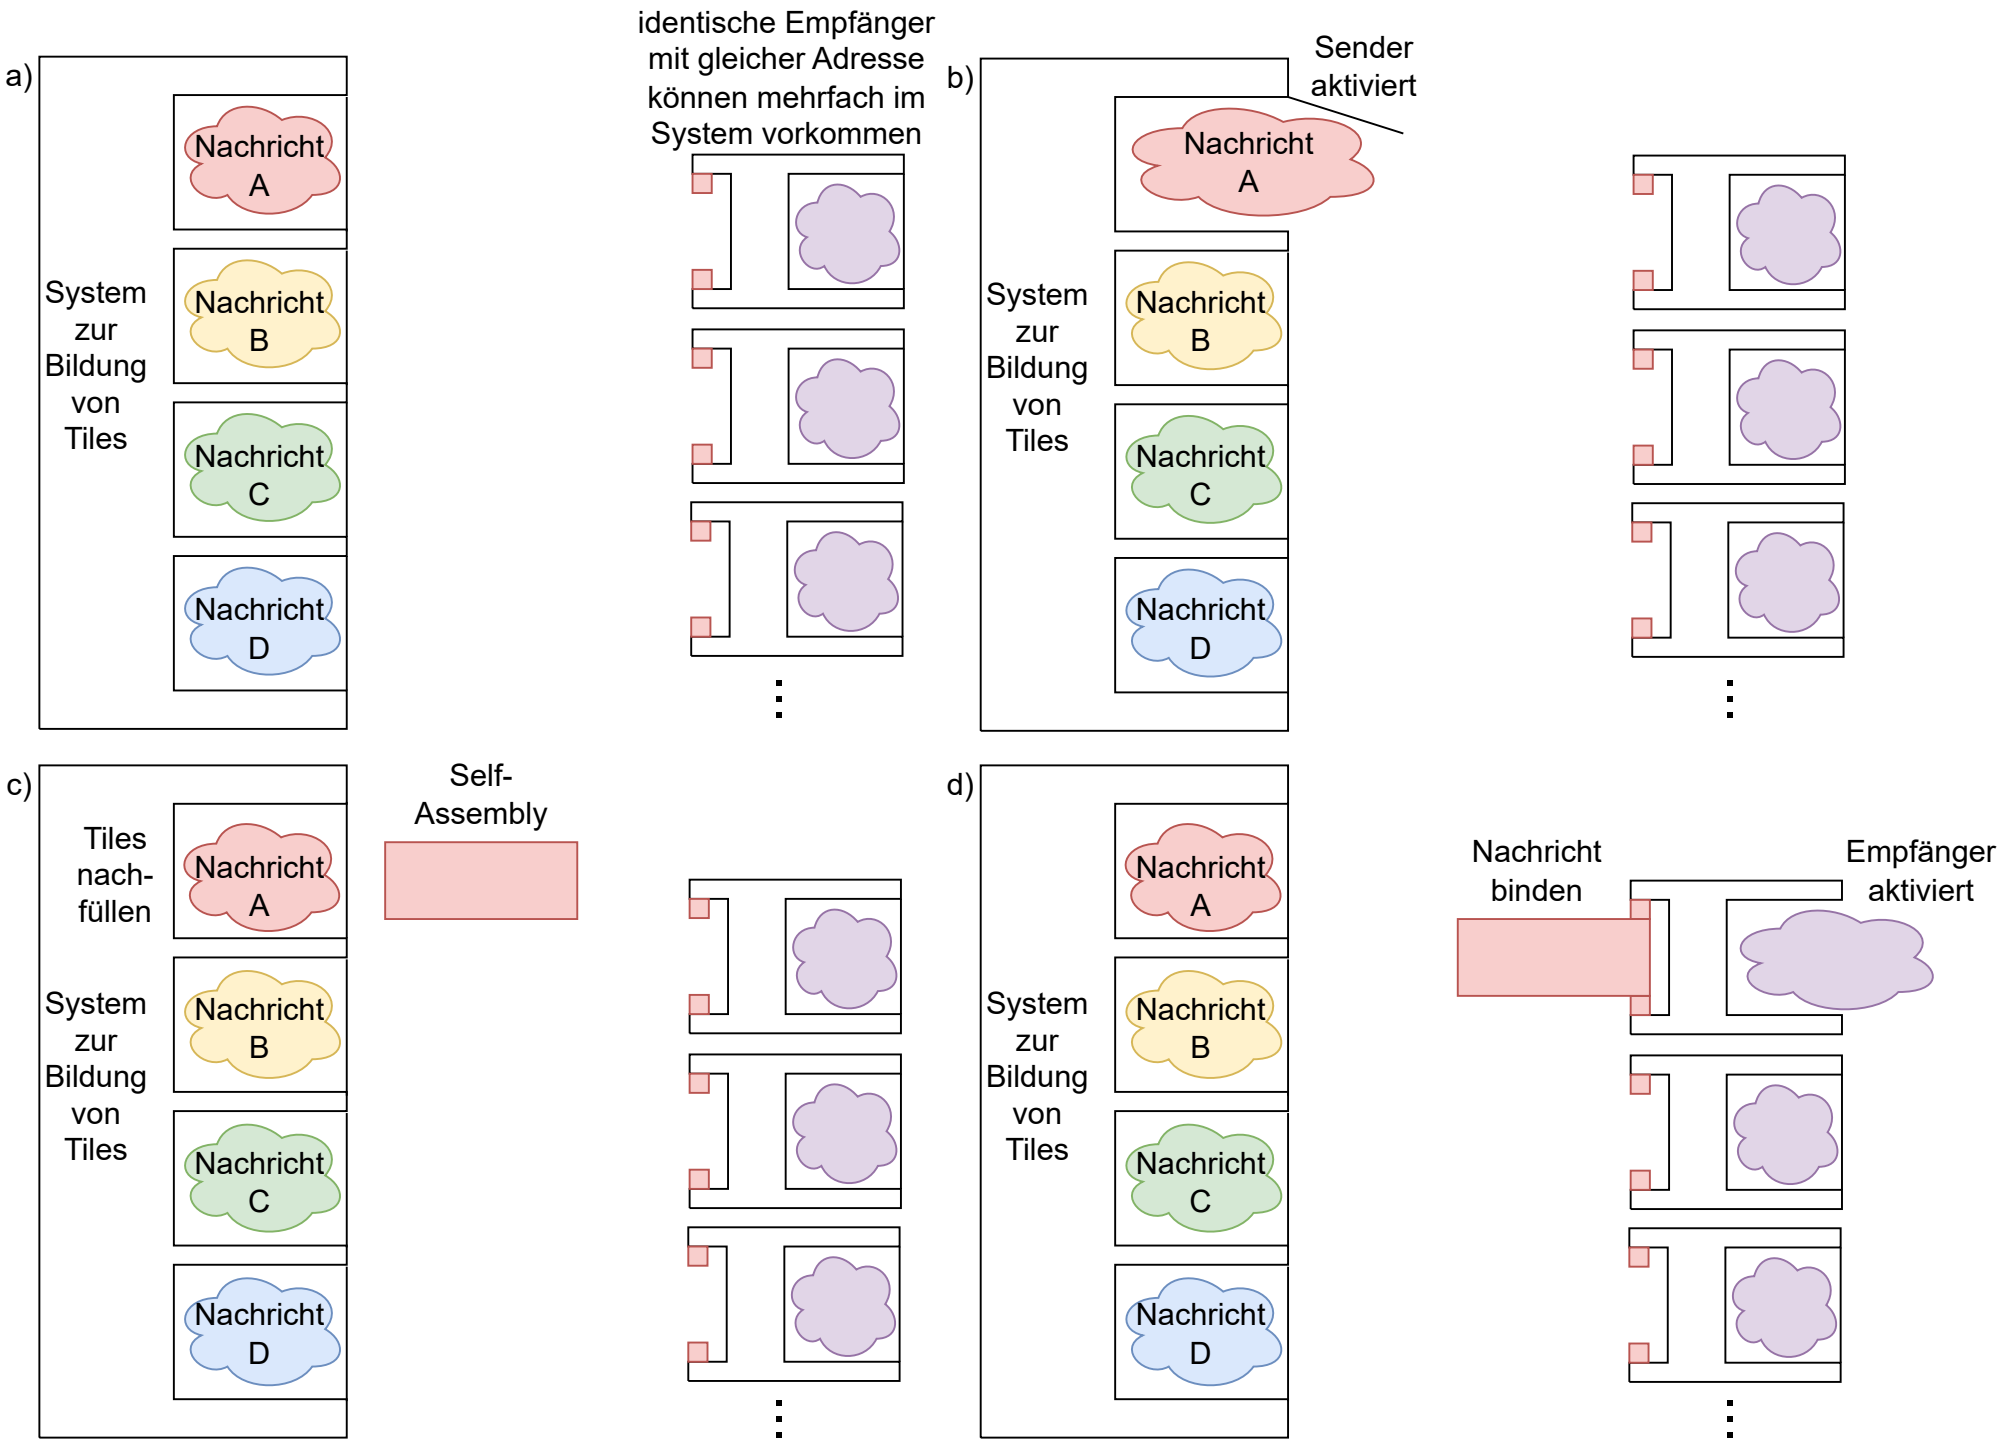 a)
Nachricht
A
Nachricht
B
Nachricht
C
Nachricht
D
System
zur
Bildung
von
Tiles
identische Empfänger
mit gleicher Adresse
können mehrfach im
System vorkommen
b)
Sender
aktiviert
Nachricht
A
Nachricht
B
Nachricht
C
Nachricht
D
System
zur
Bildung
von
Tiles
c)
Tiles
nach-
füllen
Nachricht
A
Nachricht
B
Nachricht
C
Nachricht
D
System
zur
Bildung
von
Tiles
Self-
Assembly
d)
Nachricht
A
Nachricht
B
Nachricht
C
Nachricht
D
System
zur
Bildung
von
Tiles
Nachricht
binden
Empfänger
aktiviert